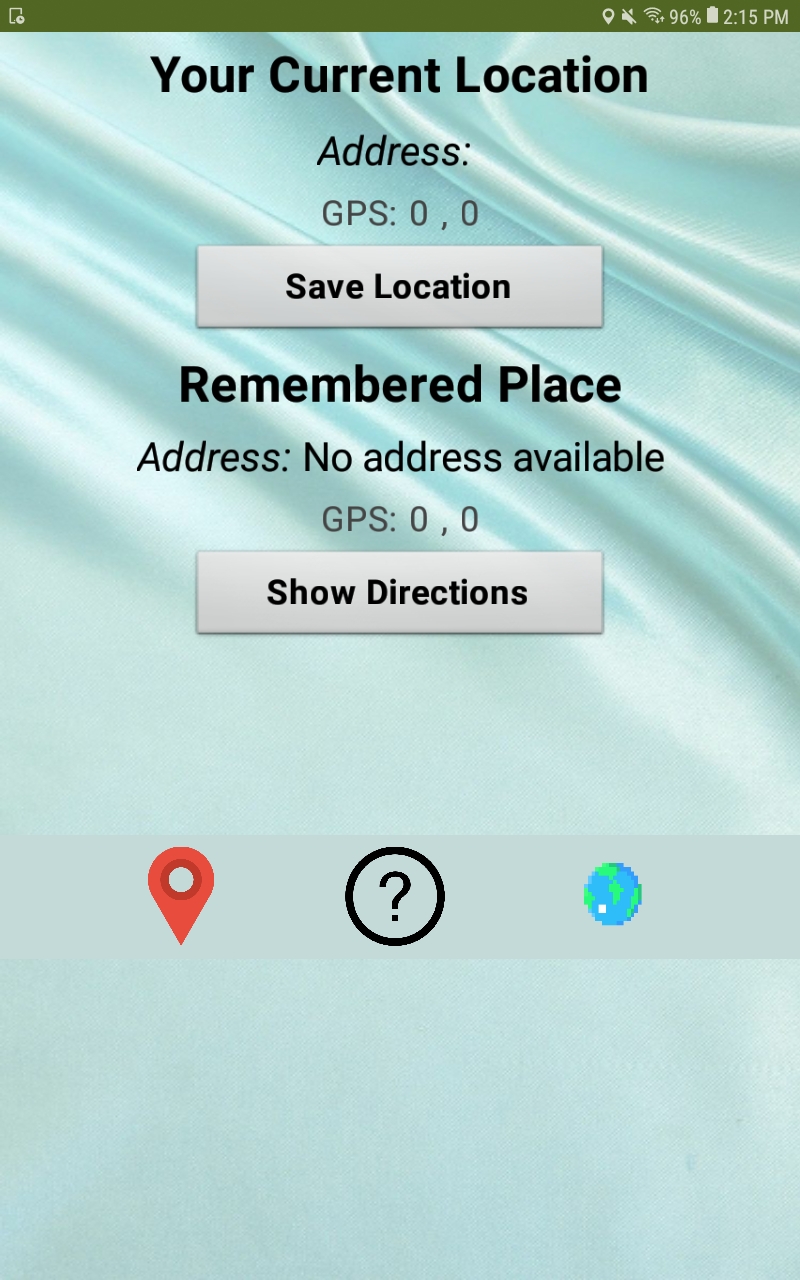 96% 2:15 PM
Your Current Location
Address:
GPS: 0 , 0
Save Location
Remembered Place
Address: No address available
GPS: 0 , 0
Show Directions
?